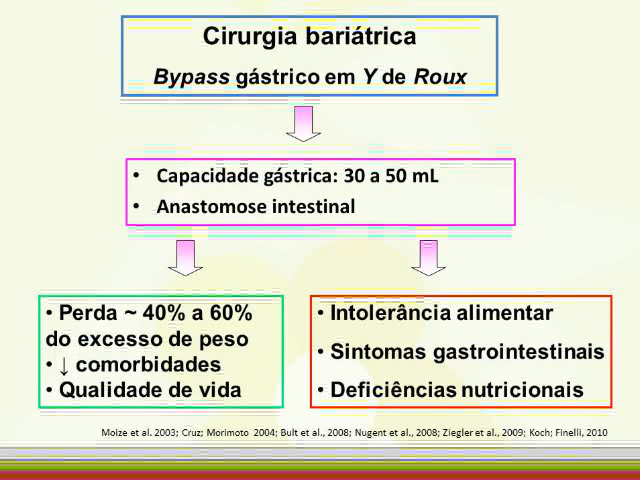 Cirurgia bariátrica
Bypass gástrico em Y de Roux
• Capacidade gástrica: 30 a 50 mL
• Anastomose intestinal
• Perda ~ 40% a 60%
do excesso de peso
• ↓ comorbidades
• Qualidade de vida
• Intolerância alimentar
• Sintomas gastrointestinais
• Deficiências nutricionais
Moize et al. 2003; Cruz; Morimoto 2004; Bult et al., 2008; Nugent et al., 2008; Ziegler et al., 2009; Koch; Finelli, 2010